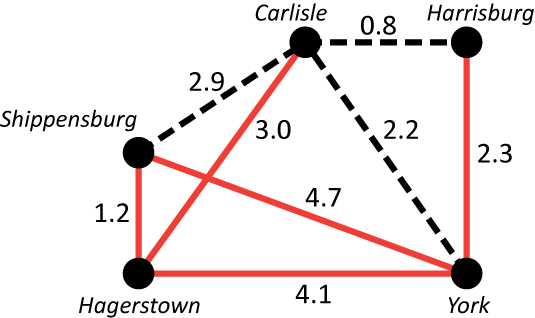 Carlisle
Harrisburg
0.8
2.9
Shippensburg
3.0
2.2
2.3
4.7
1.2
Hagerstown
4.1
York